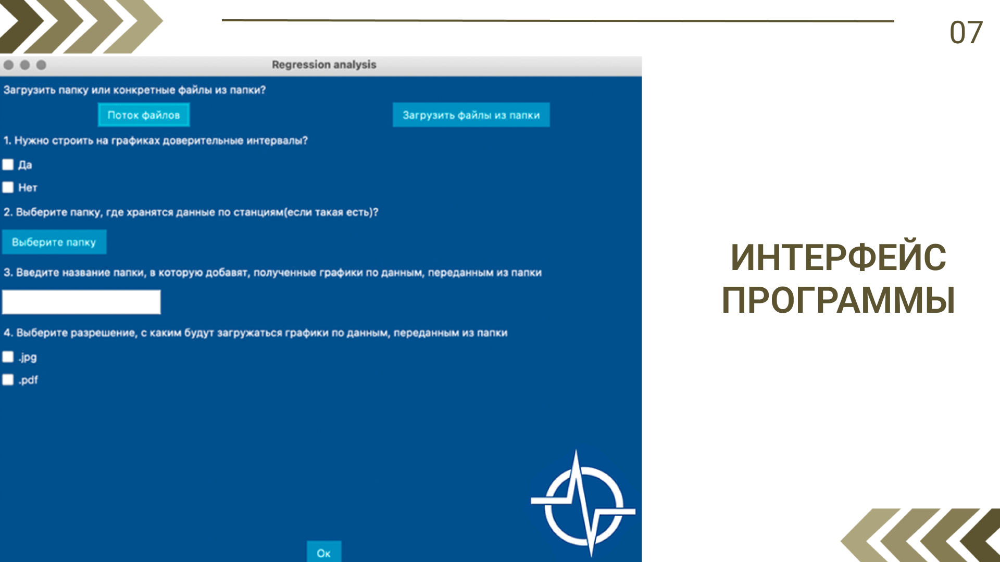 07
Regression analysis
Загрузить папку или конкретные файлы из папки?
Поток файлов
Загрузить файлы из папки
1. Нужно строить на графиках доверительные интервалы?
Да
Нет
2. Выберите папку, где хранятся данные по станциям(если такая есть)?
Выберите папку
3. Введите название папки, в которую добавят, полученные графики по данным, переданным из папки
4. Выберите разрешение, с каким будут загружаться графики по данным, переданным из папки
.jpg
.pdf
Ок
ИНТЕРФЕЙС
ПРОГРАММЫ